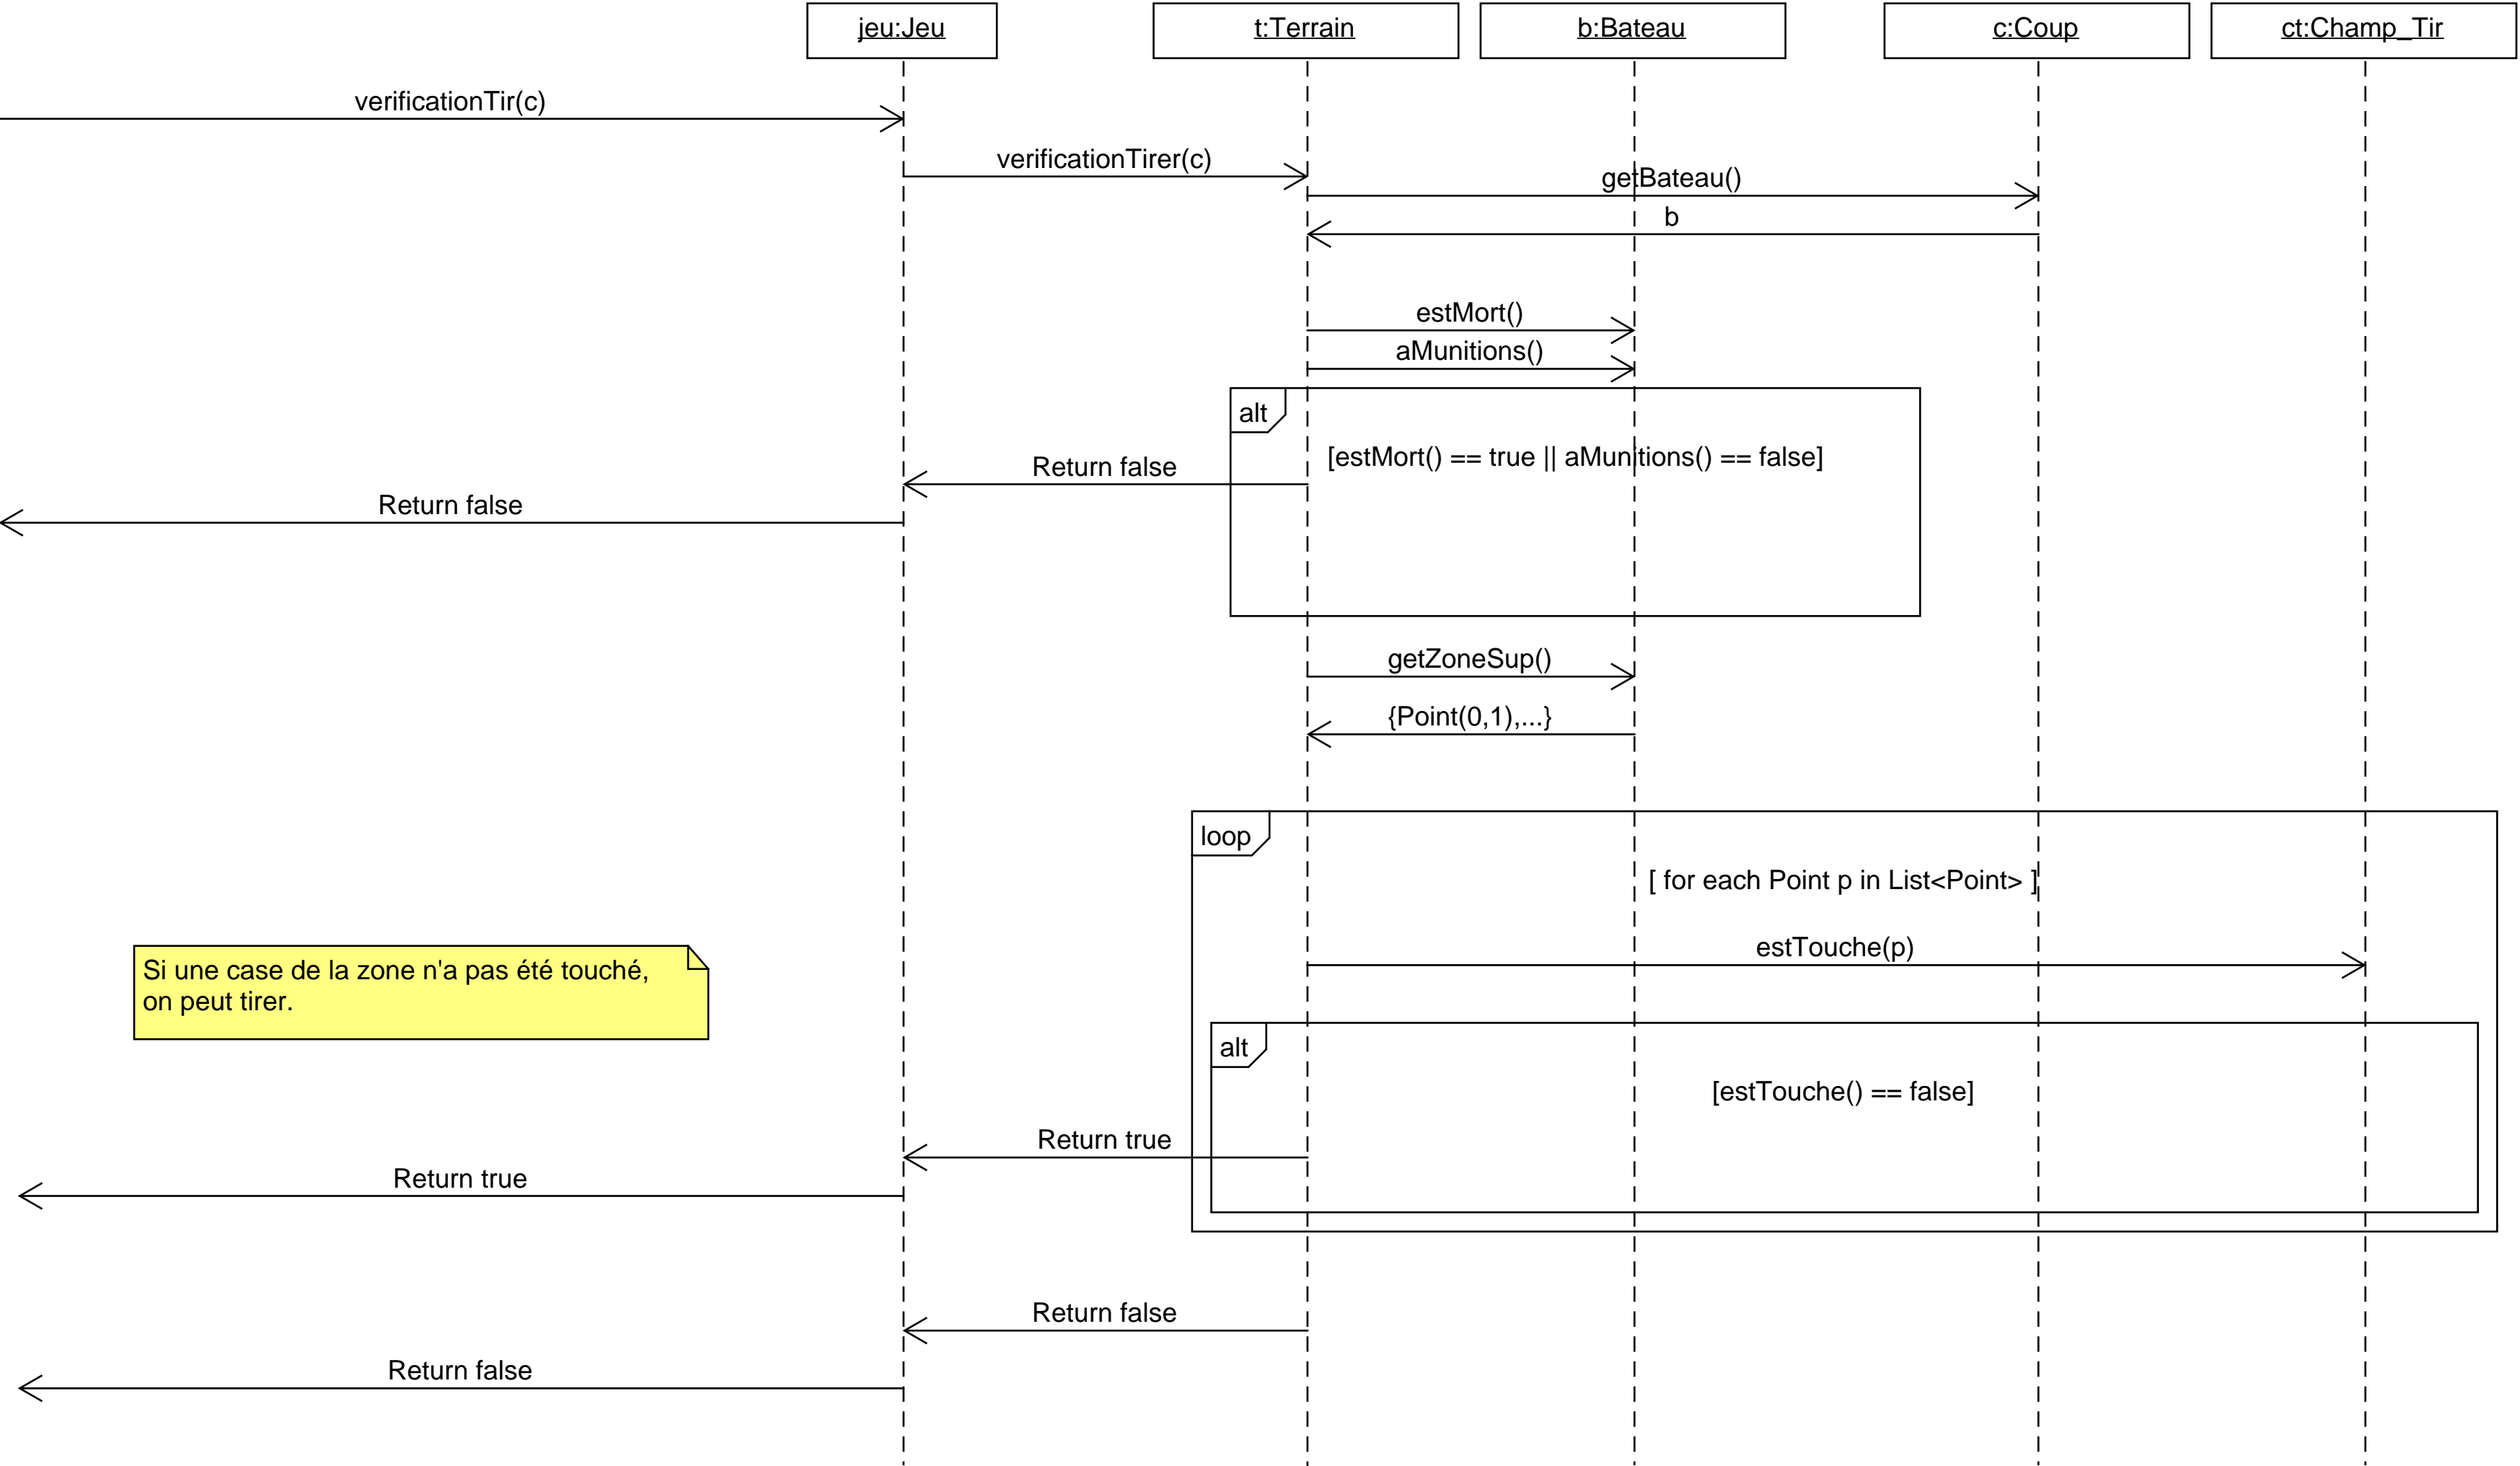 jeu:Jeu
t:Terrain
b:Bateau
c:Coup
ct:Champ_Tir
verificationTir(c)
verificationTirer(c)
getBateau()
b
estMort()
aMunitions()
alt
[estMort() == true || aMunitions() == false]
Return false
Return false
getZoneSup()
{Point(0,1),...}
loop
[ for each Point p in List<Point> ]
estTouche(p)
Si une case de la zone n'a pas été touché,
on peut tirer.
alt
[estTouche() == false]
Return true
Return true
Return false
Return false